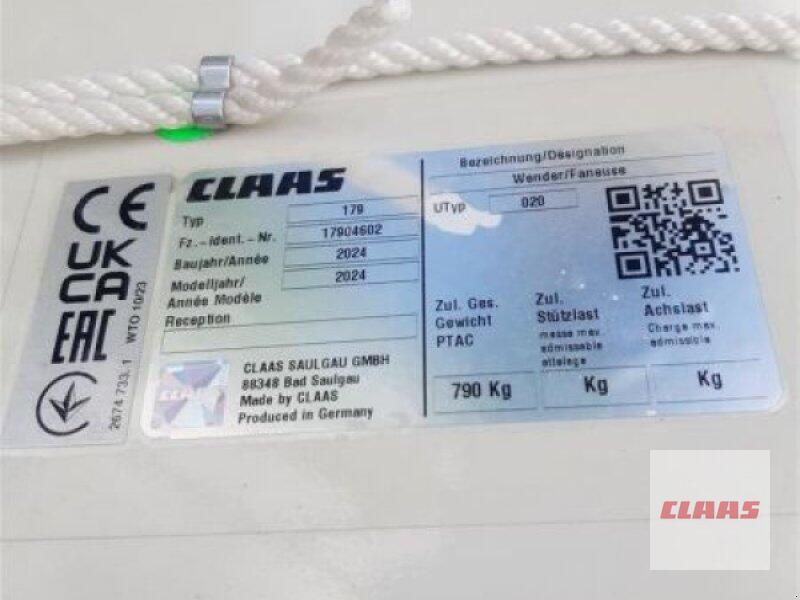 CE
UK
CA
EAC
WTO 10/23
2674 733. 1
CLAAS
Typ 179
Fz.-ident.-Nr. 17904602
Baujahr/Année 2024
Modelljahr/ 2024
Année Modèle
Reception
CLAAS
CLAAS SAULGAU GMBH
88348 Bad Saulgau
Made by CLAAS
Produced in Germany
Bezeichnung/Désignation
Wender/Faneuse
UTyp 020
Zul. Ges.
Gewicht
PTAC
790 Kg
Zul.
Stützlast
masse max.
admissable
attelage
Kg
Zul.
Achslast
Charge max.
admissible
Kg
CLAAS